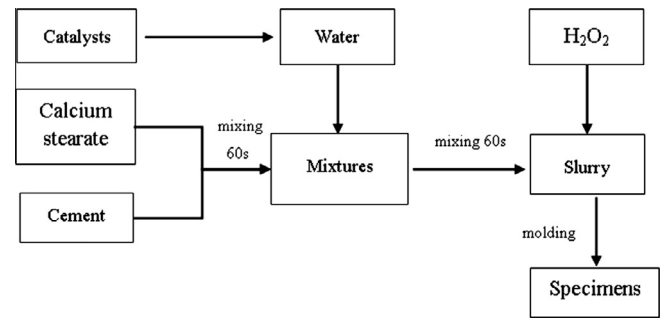 Catalysts
Water
H₂O₂
Calcium
stearate
mixing
60s
Mixtures
mixing 60s
Slurry
Cement
molding
Specimens